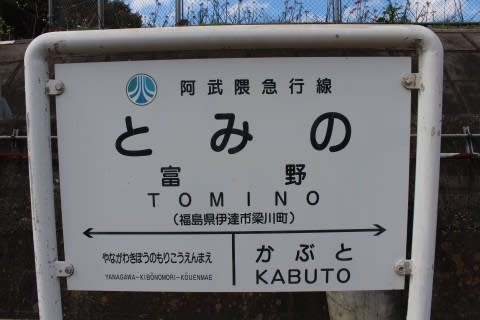 阿武隈急行線
とみの
富野
TOMINO
(福島県伊達市梁川町)
やながわきぼうのもりこうえんまえ
YANAGAWA-KIBŌNOMORI-KŌUENMAE
かぶと
KABUTO